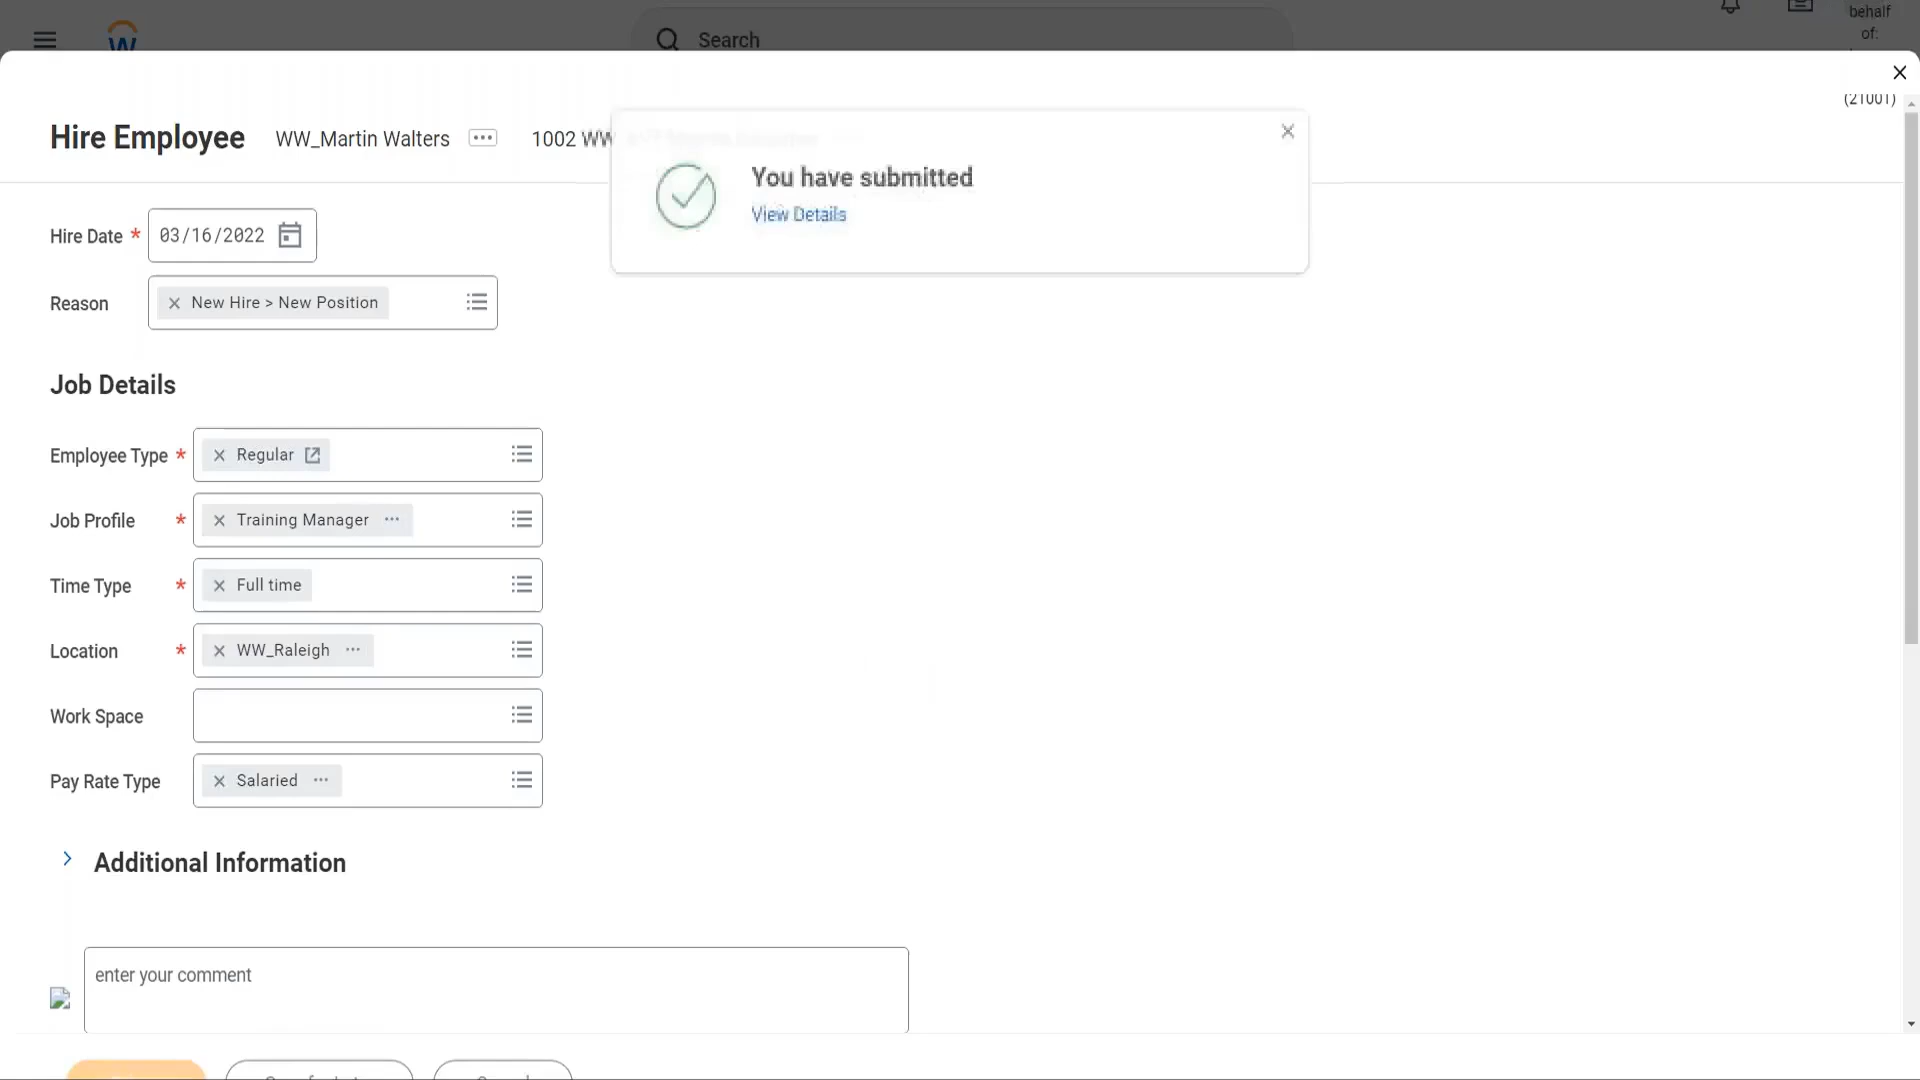 Search
behalf
of:
(21001)
Hire Employee WW_Martin Walters 1002 WW
You have submitted
View Details
Hire Date * 03/16/2022
Reason New Hire > New Position
Job Details
Employee Type * Regular
Job Profile * Training Manager
Time Type * Full time
Location * WW_Raleigh
Work Space
Pay Rate Type Salaried
Additional Information
enter your comment